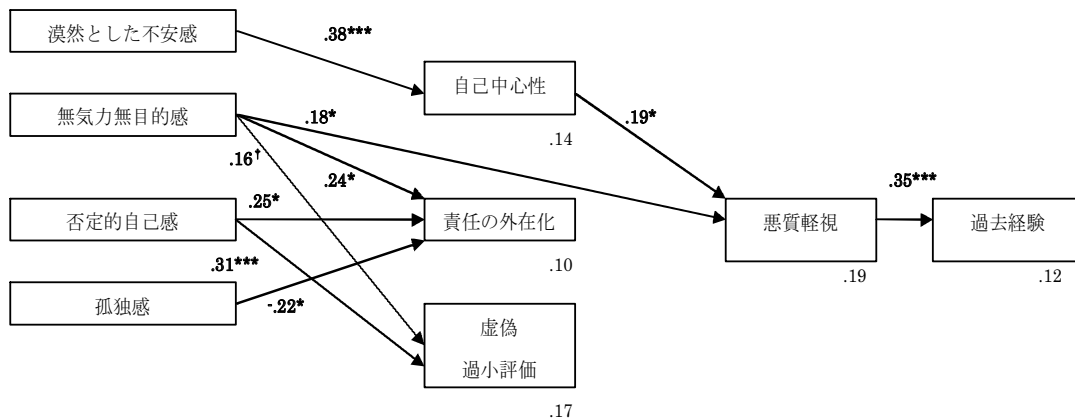 漠然とした不安感
.38***
自己中心性
無気力無目的感
.18*
.19*
.14
.16†
.24*
.35***
否定的自己感
.25*
責任の外在化
悪質軽視
過去経験
.31***
.10
.19
.12
孤独感
-.22*
虚偽
過小評価
.17